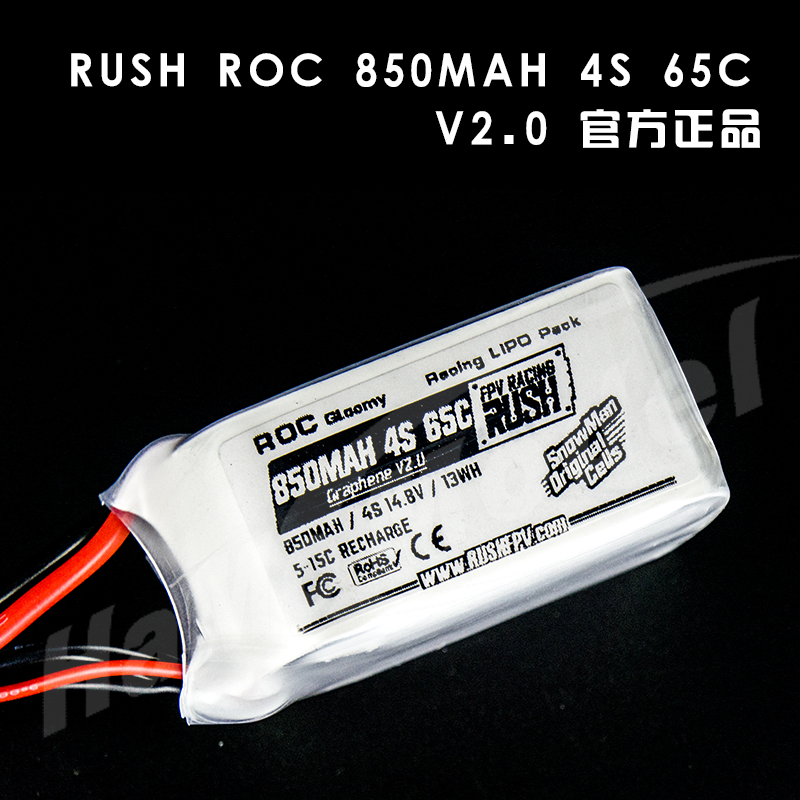 RUSH ROC 850MAH 4S 65C
V2.0 官方正品
Racing LIPO Pack
ROC Gloomy
FPV RACING
RUSH
850MAH 4S 65C
Graphene V2.0
SnowMan
Original
Cells
850MAH / 4S 14.8V / 13WH
5-15C RECHARGE
FC RoHS Compliant CE
www.RUSHFPV.com